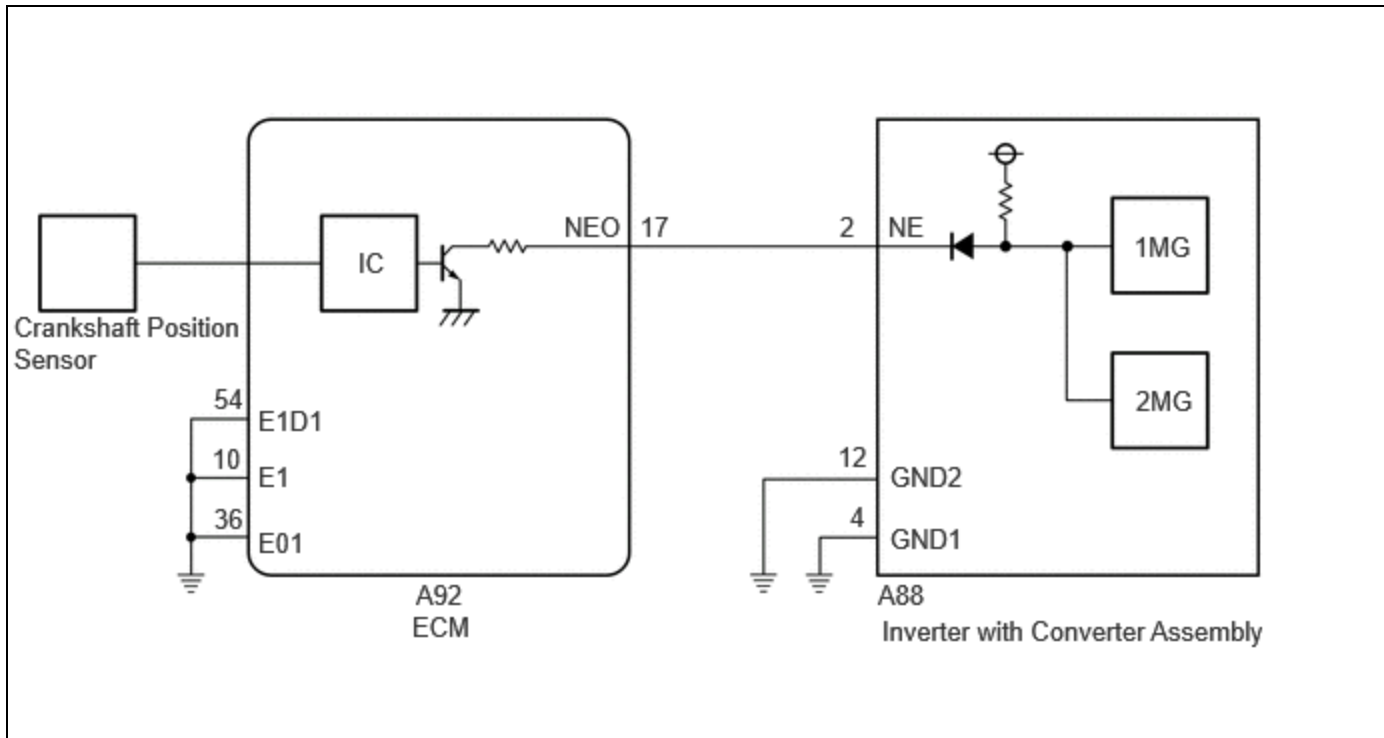 NEO
17
2
NE
IC
1MG
Crankshaft Position
Sensor
54
E1D1
2MG
10
E1
12
GND2
36
E01
4
GND1
A92
ECM
A88
Inverter with Converter Assembly